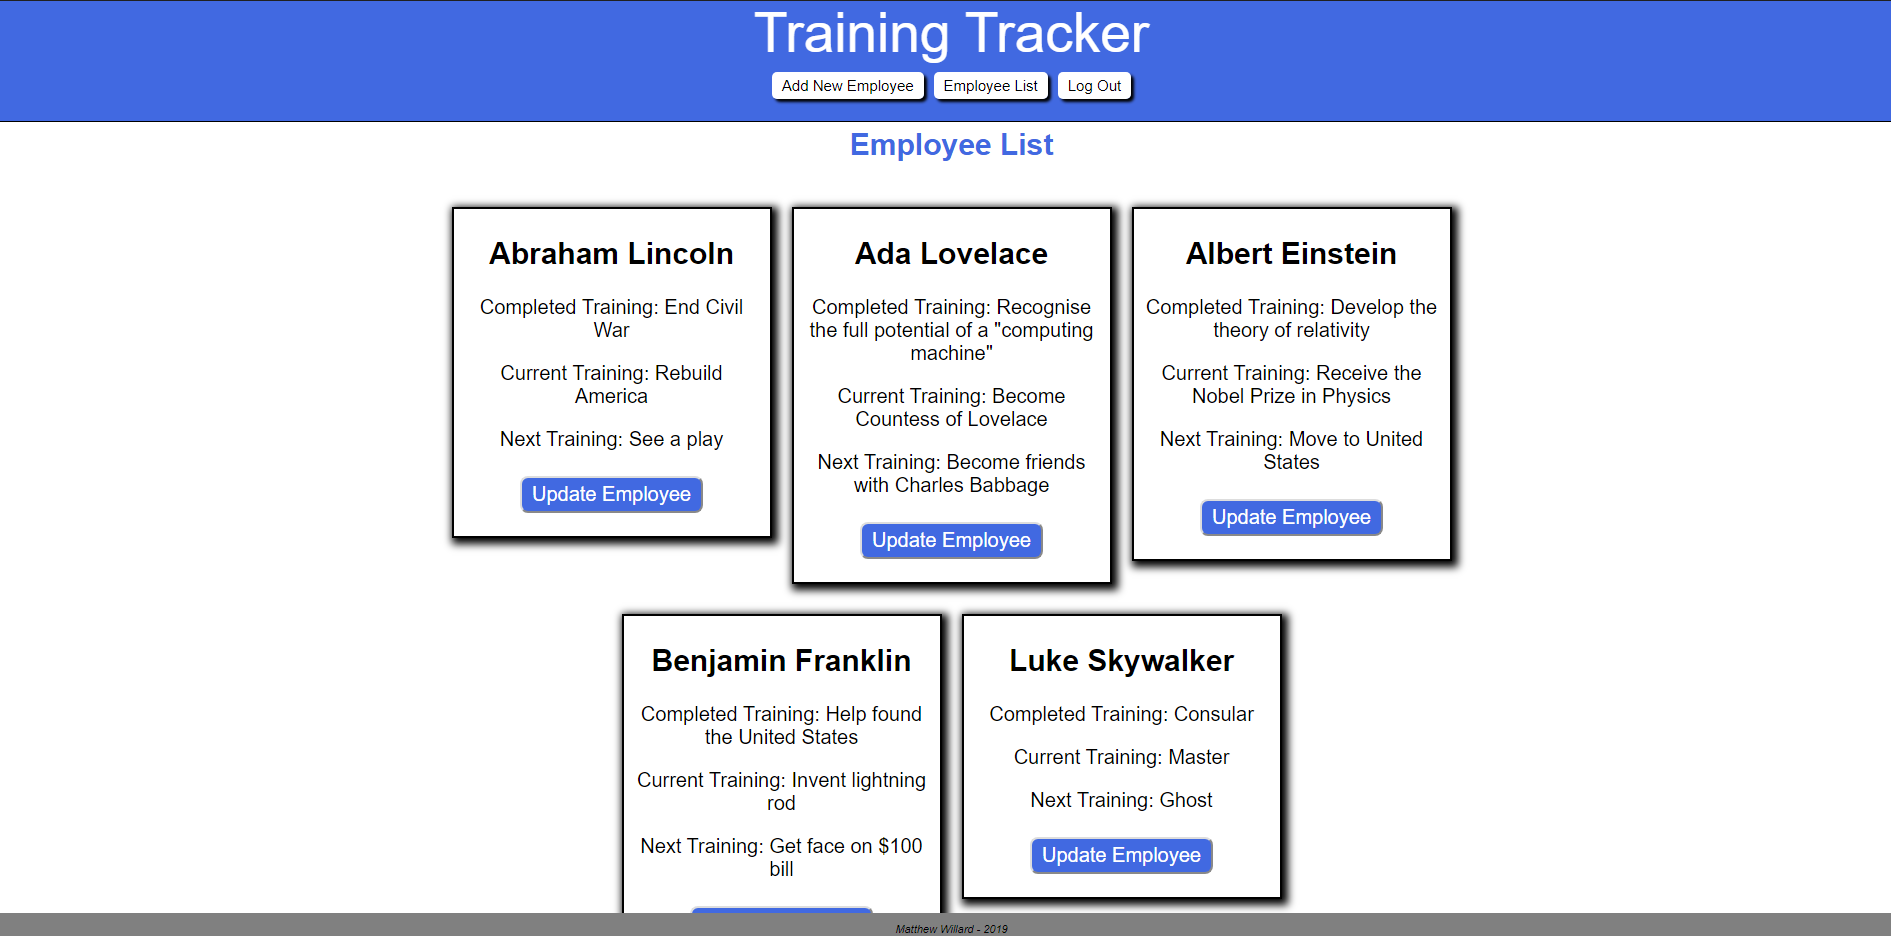 Training Tracker
Add New Employee
Employee List
Log Out
Employee List
Abraham Lincoln
Completed Training: End Civil
War
Current Training: Rebuild
America
Next Training: See a play
Update Employee
Ada Lovelace
Completed Training: Recognise
the full potential of a "computing
machine"
Current Training: Become
Countess of Lovelace
Next Training: Become friends
with Charles Babbage
Update Employee
Albert Einstein
Completed Training: Develop the
theory of relativity
Current Training: Receive the
Nobel Prize in Physics
Next Training: Move to United
States
Update Employee
Benjamin Franklin
Completed Training: Help found
the United States
Current Training: Invent lightning
rod
Next Training: Get face on $100
bill
Luke Skywalker
Completed Training: Consular
Current Training: Master
Next Training: Ghost
Update Employee
Matthew Willard - 2019